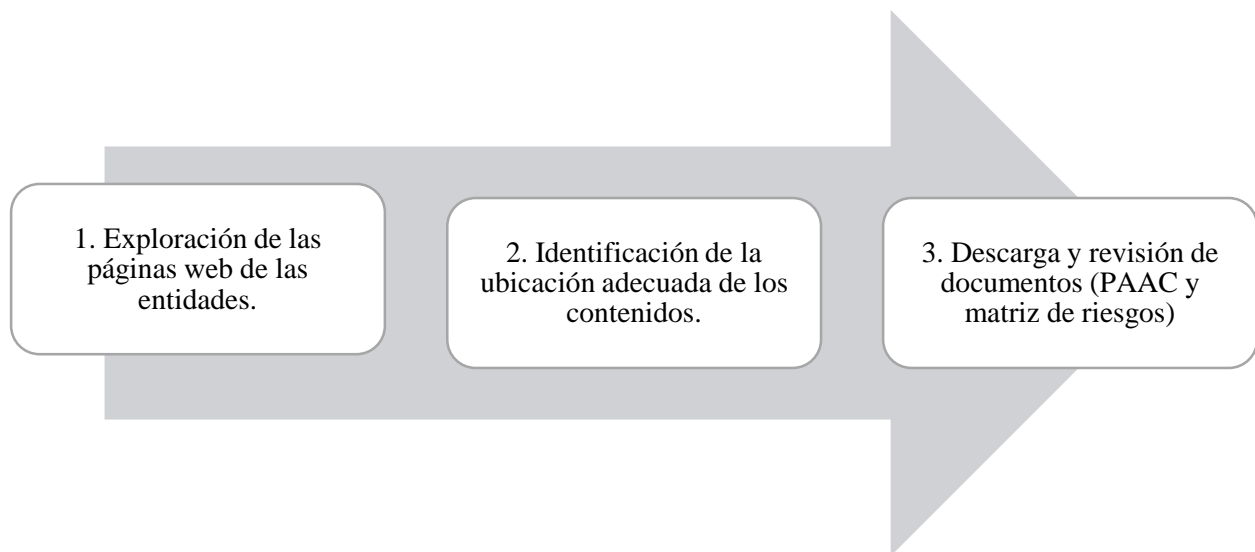 1. Exploración de las
páginas web de las
entidades.
2. Identificación de la
ubicación adecuada de los
contenidos.
3. Descarga y revisión de
documentos (PAAC y
matriz de riesgos)